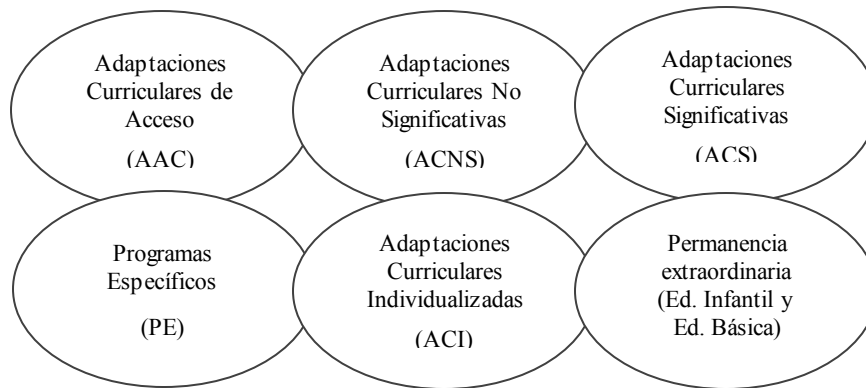 Adaptaciones
Curriculares de
Acceso
(AAC)
Adaptaciones
Curriculares No
Significativas
(ACNS)
Adaptaciones
Curriculares
Significativas
(ACS)
Programas
Específicos
(PE)
Adaptaciones
Curriculares
Individualizadas
(ACI)
Permanencia
extraordinaria
(Ed. Infantil y
Ed. Básica)